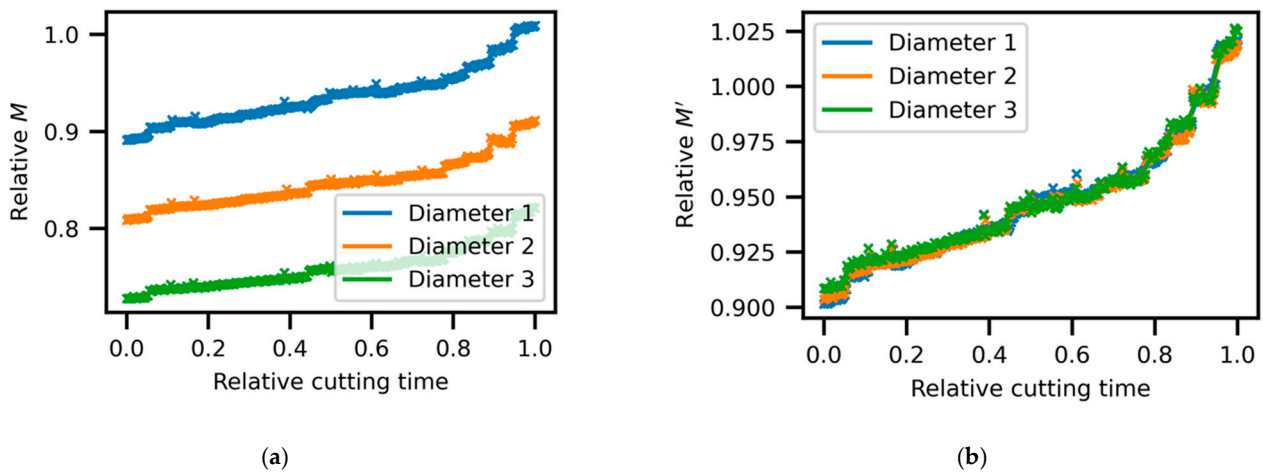 1.0
0.9
0.8
Relative M
Diameter 1
Diameter 2
Diameter 3
0.0 0.2 0.4 0.6 0.8 1.0
Relative cutting time
(a)
1.025
1.000
0.975
0.950
0.925
0.900
Relative M′
Diameter 1
Diameter 2
Diameter 3
0.0 0.2 0.4 0.6 0.8 1.0
Relative cutting time
(b)